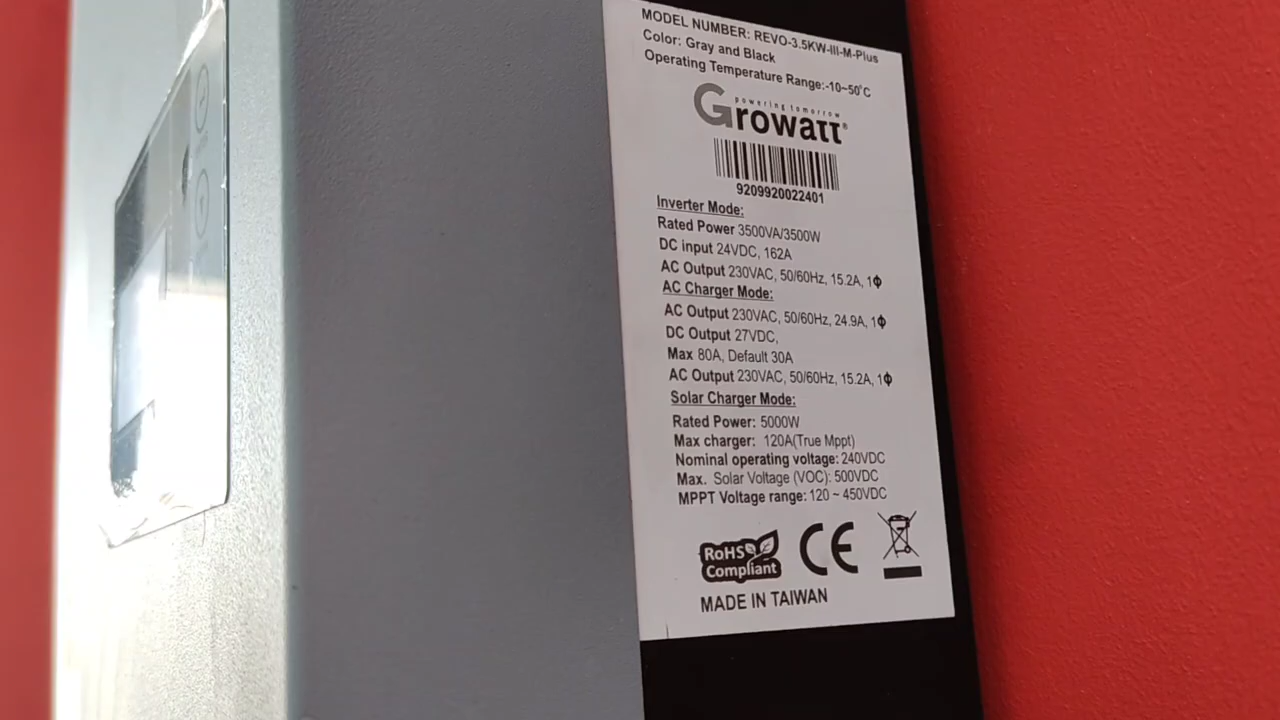 MODEL NUMBER: REVO-3.5KW-III-M-Plus
Color: Gray and Black
Operating Temperature Range:-10~50°C
powering tomorrow
Growatt®
9209920022401
Inverter Mode:
Rated Power 3500VA/3500W
DC input 24VDC, 162A
AC Output 230VAC, 50/60Hz, 15.2A, 1Φ
AC Charger Mode:
AC Output 230VAC, 50/60Hz, 24.9A, 1Φ
DC Output 27VDC,
Max 80A, Default 30A
AC Output 230VAC, 50/60Hz, 15.2A, 1Φ
Solar Charger Mode:
Rated Power: 5000W
Max charger: 120A(True Mppt)
Nominal operating voltage: 240VDC
Max. Solar Voltage (VOC): 500VDC
MPPT Voltage range: 120 ~ 450VDC
RoHS
Compliant
CE
MADE IN TAIWAN